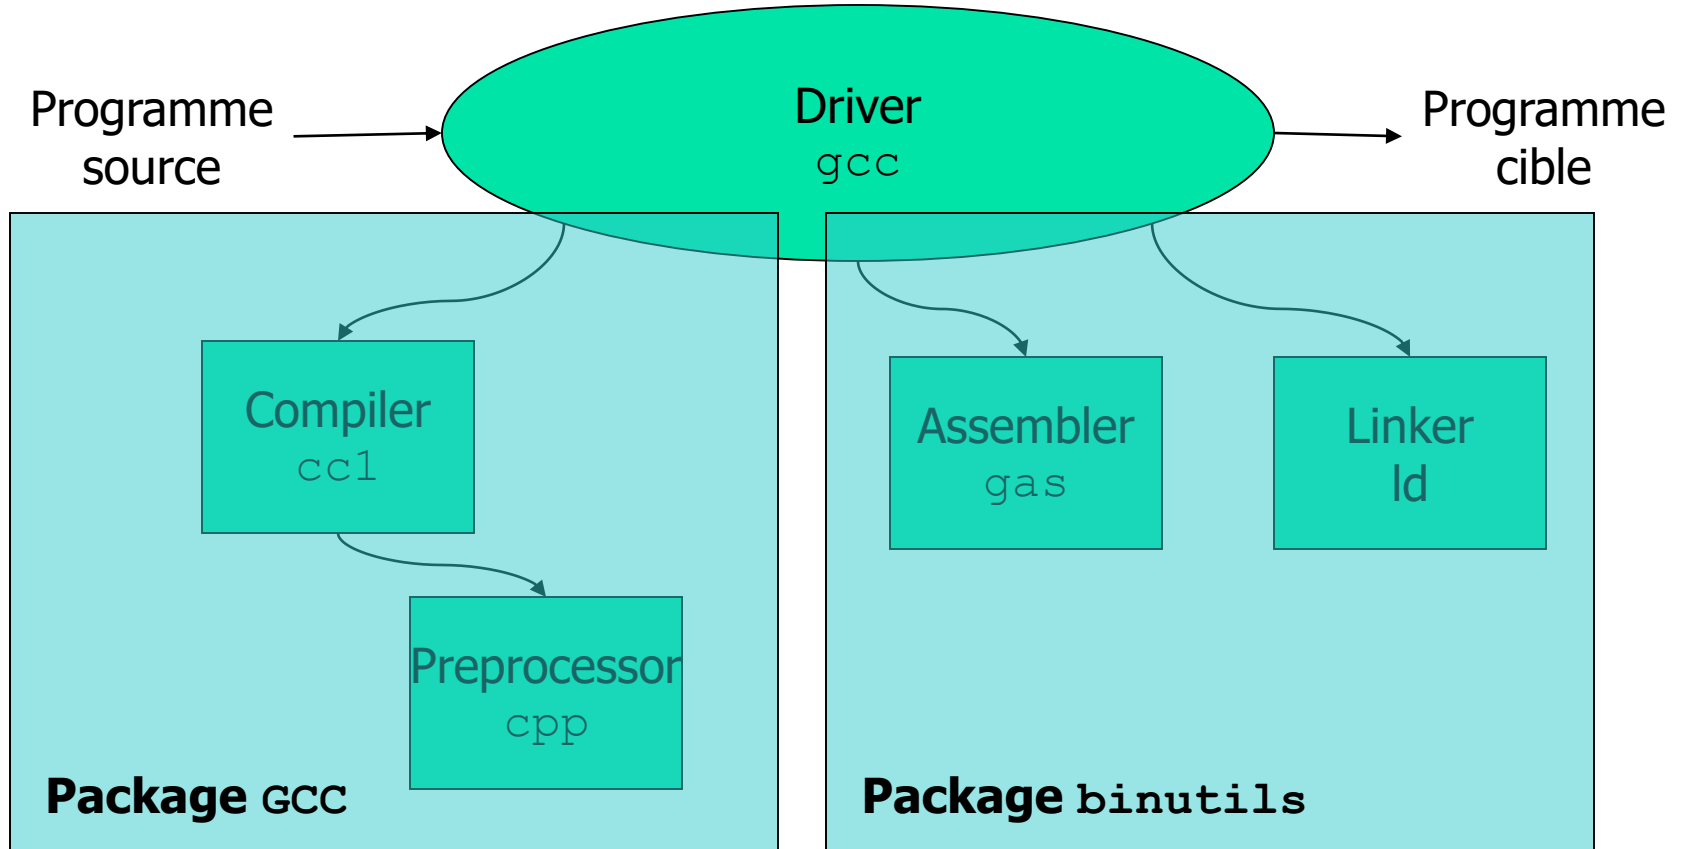 Programme
source
Driver
gcc
Programme
cible
Compiler
cc1
Preprocessor
cpp
Package GCC
Assembler
gas
Linker
ld
Package binutils